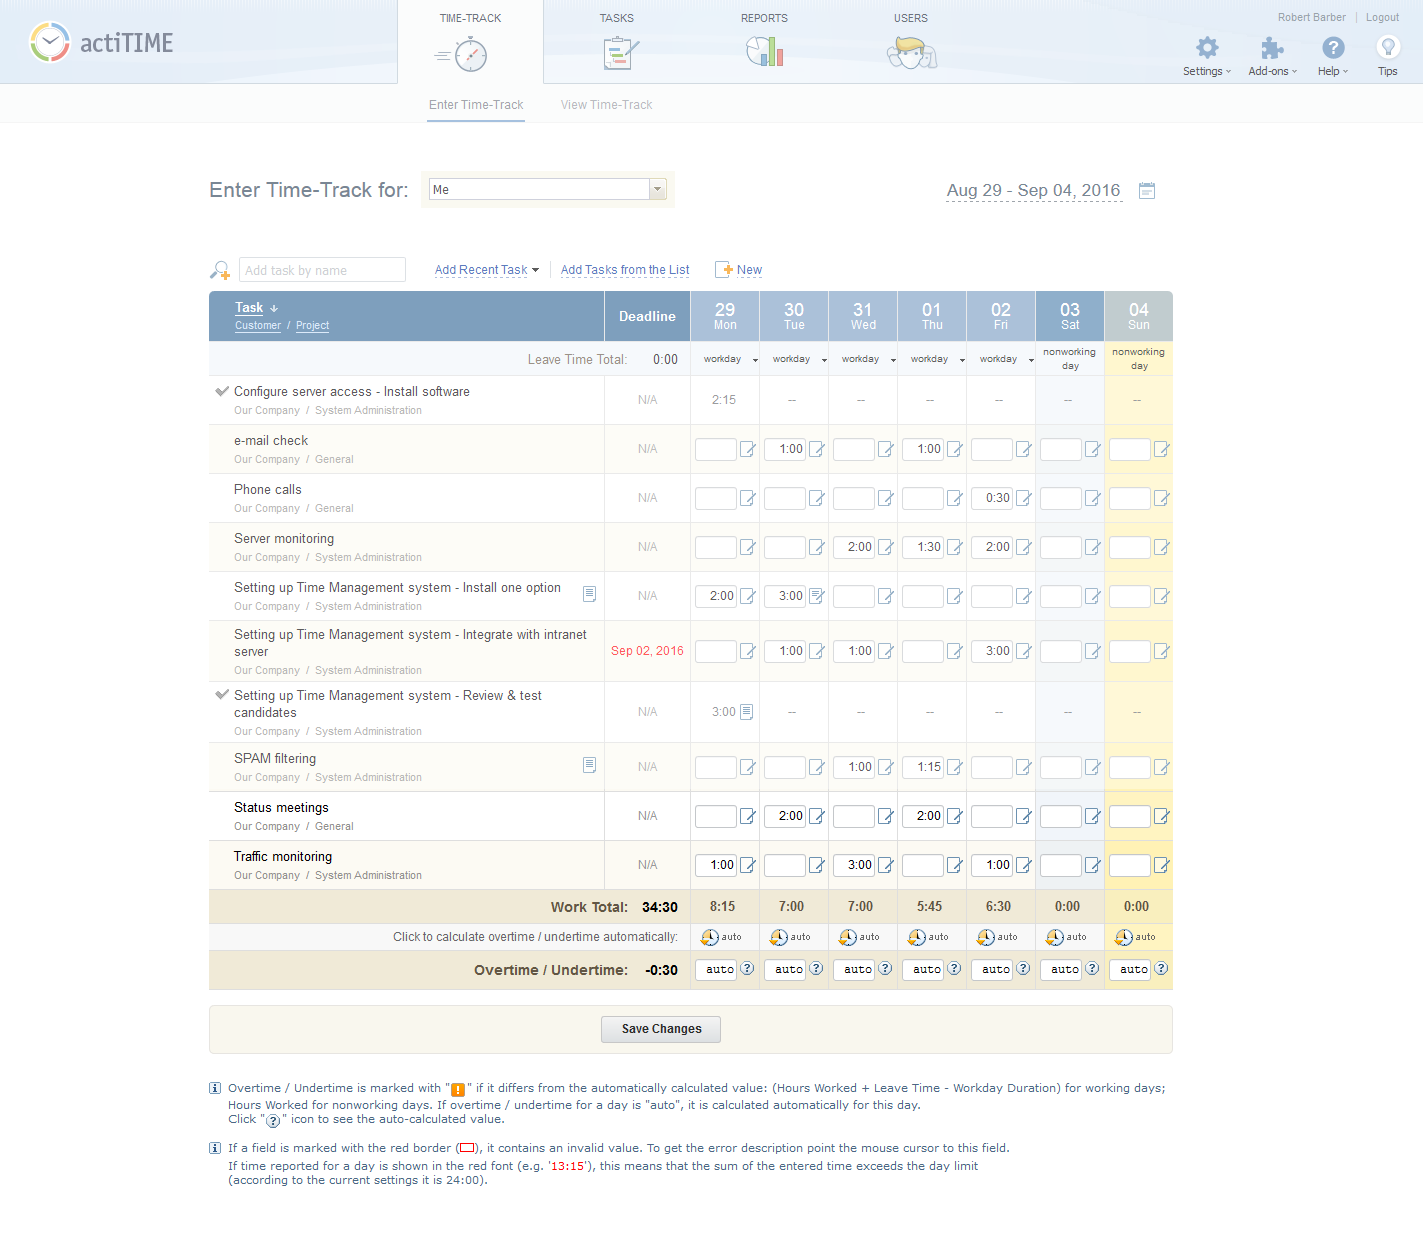 actiTIME
TIME-TRACK TASKS REPORTS USERS
Robert Barber | Logout
Settings Add-ons Help Tips
Enter Time-Track View Time-Track
Enter Time-Track for: Me Aug 29 - Sep 04, 2016
Add task by name Add Recent Task Add Tasks from the List New
Task Customer / Project Deadline 29 Mon 30 Tue 31 Wed 01 Thu 02 Fri 03 Sat 04 Sun
Leave Time Total: 0:00 workday workday workday workday workday nonworking day nonworking day
Configure server access - Install software N/A 2:15 -- -- -- -- -- --
Our Company / System Administration
e-mail check N/A 1:00 1:00
Our Company / General
Phone calls N/A 0:30
Our Company / General
Server monitoring N/A 2:00 1:30 2:00
Our Company / System Administration
Setting up Time Management system - Install one option N/A 2:00 3:00
Our Company / System Administration
Setting up Time Management system - Integrate with intranet
server Sep 02, 2016 1:00 1:00 3:00
Our Company / System Administration
Setting up Time Management system - Review & test
candidates N/A 3:00 -- -- -- -- -- --
Our Company / System Administration
SPAM filtering N/A 1:00 1:15
Our Company / System Administration
Status meetings N/A 2:00 2:00
Our Company / General
Traffic monitoring N/A 1:00 3:00 1:00
Our Company / System Administration
Work Total: 34:30 8:15 7:00 7:00 5:45 6:30 0:00 0:00
Click to calculate overtime / undertime automatically: auto auto auto auto auto auto auto
Overtime / Undertime: -0:30 auto ? auto ? auto ? auto ? auto ? auto ? auto ?
Save Changes
Overtime / Undertime is marked with "!" if it differs from the automatically calculated value: (Hours Worked + Leave Time - Workday Duration) for working days;
Hours Worked for nonworking days. If overtime / undertime for a day is "auto", it is calculated automatically for this day.
Click "?" icon to see the auto-calculated value.
If a field is marked with the red border (), it contains an invalid value. To get the error description point the mouse cursor to this field.
If time reported for a day is shown in the red font (e.g. '13:15'), this means that the sum of the entered time exceeds the day limit
(according to the current settings it is 24:00).